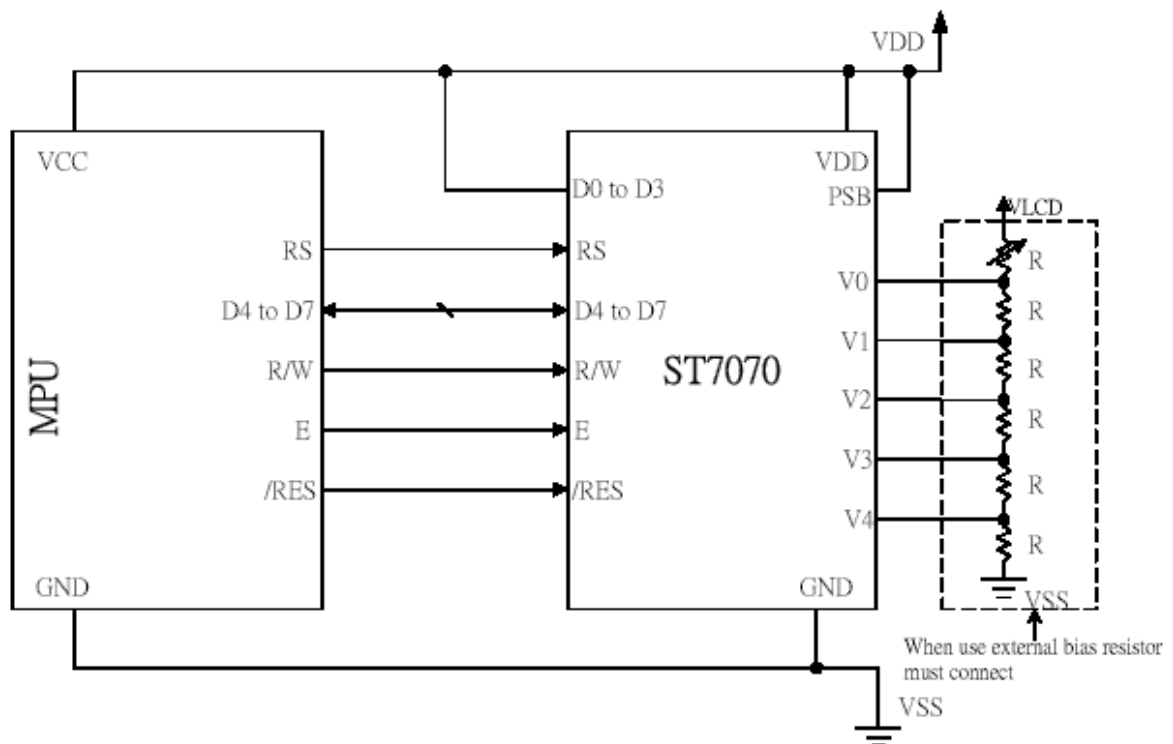 VDD
VCC
RS
D4 to D7
R/W
E
/RES
GND
MPU
VDD
PSB
D0 to D3
RS
D4 to D7
R/W
E
/RES
ST7070
V0
V1
V2
V3
V4
GND
VLCD
R
R
R
R
R
R
VSS
When use external bias resistor
must connect
VSS